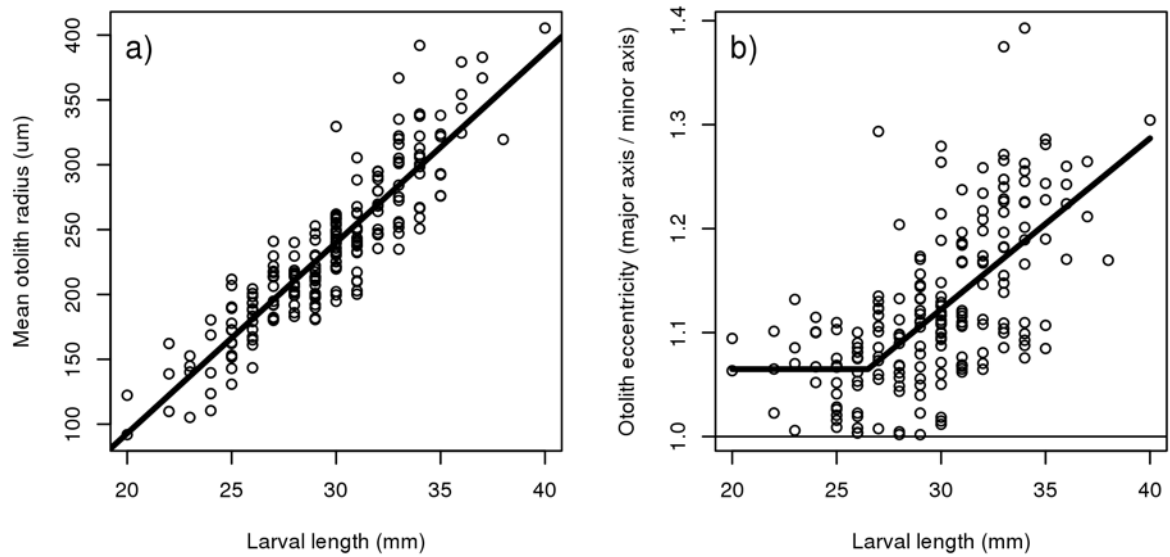 a)
Mean otolith radius (um)
400
350
300
250
200
150
100
20 25 30 35 40
Larval length (mm)
b)
Otolith eccentricity (major axis / minor axis)
1.4
1.3
1.2
1.1
1.0
20 25 30 35 40
Larval length (mm)